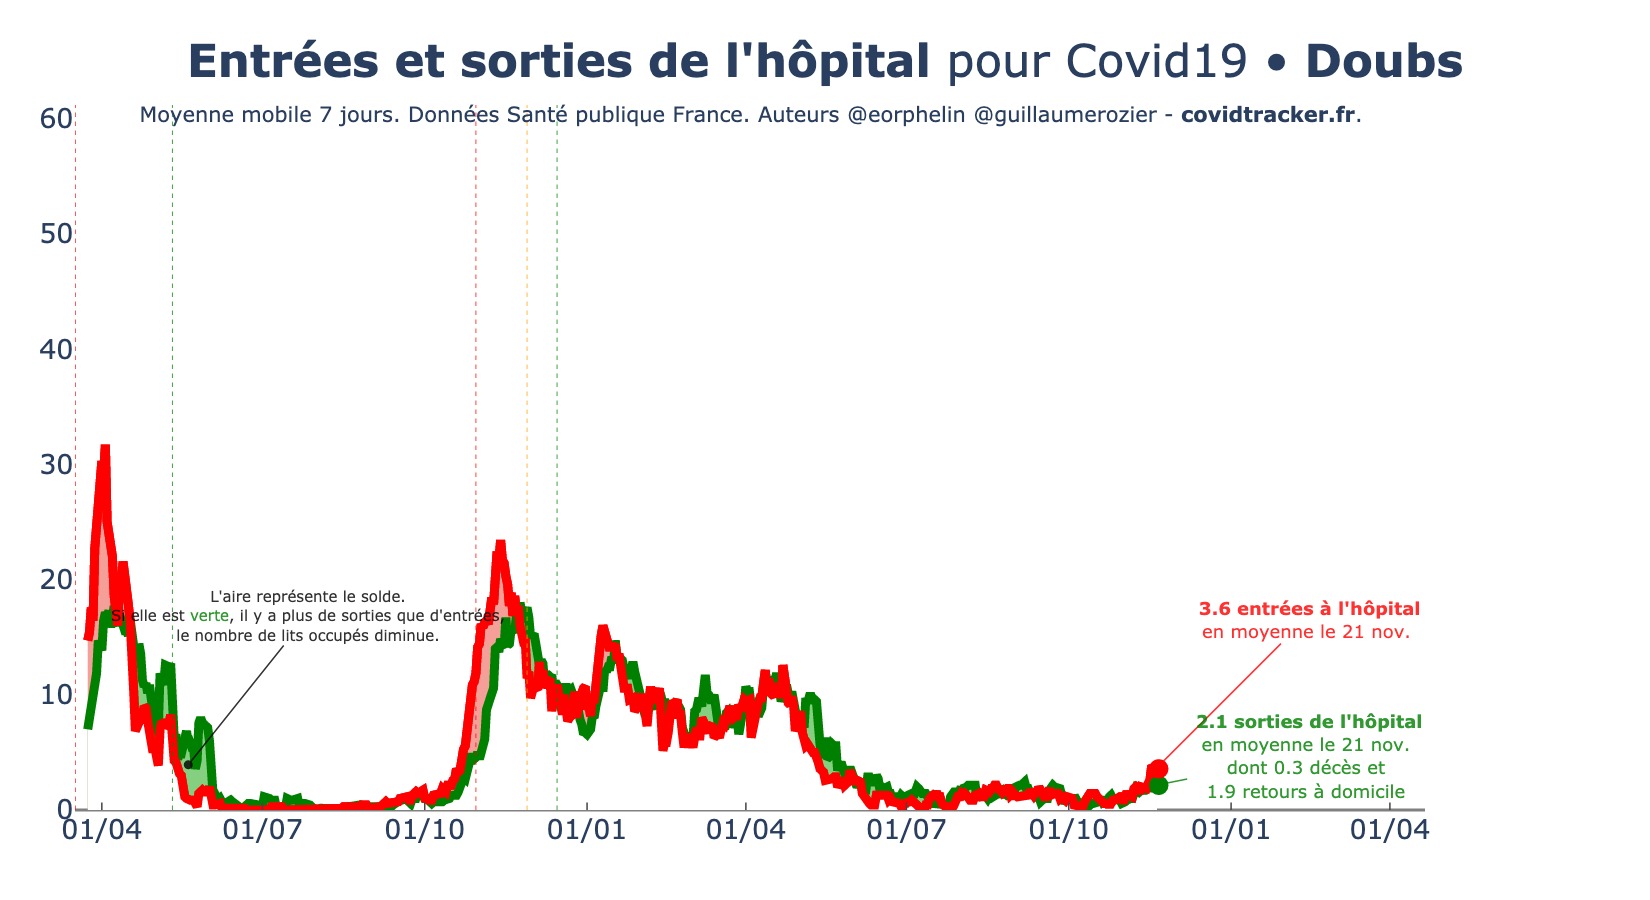 Entrées et sorties de l'hôpital pour Covid19 • Doubs
Moyenne mobile 7 jours. Données Santé publique France. Auteurs @eorphelin @guillaumerozier - covidtracker.fr.
60
50
40
30
20
10
0
L'aire représente le solde.
Si elle est verte, il y a plus de sorties que d'entrées,
le nombre de lits occupés diminue.
3.6 entrées à l'hôpital
en moyenne le 21 nov.
2.1 sorties de l'hôpital
en moyenne le 21 nov.
dont 0.3 décès et
1.9 retours à domicile
01/04 01/07 01/10 01/01 01/04 01/07 01/10 01/01 01/04